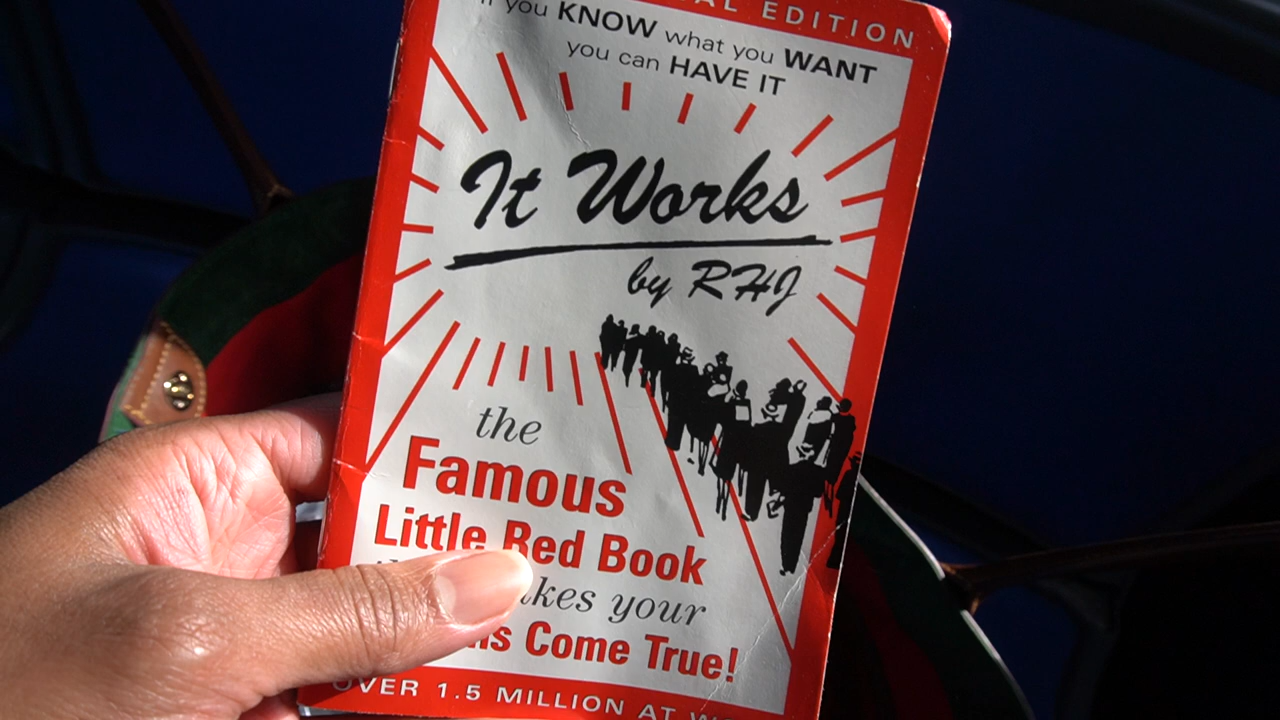 EDITION
If you KNOW what you WANT
you can HAVE IT
It Works
by RHJ
the
Famous
Little Red Book
your
Come True!
OVER 1.5 MILLION AT